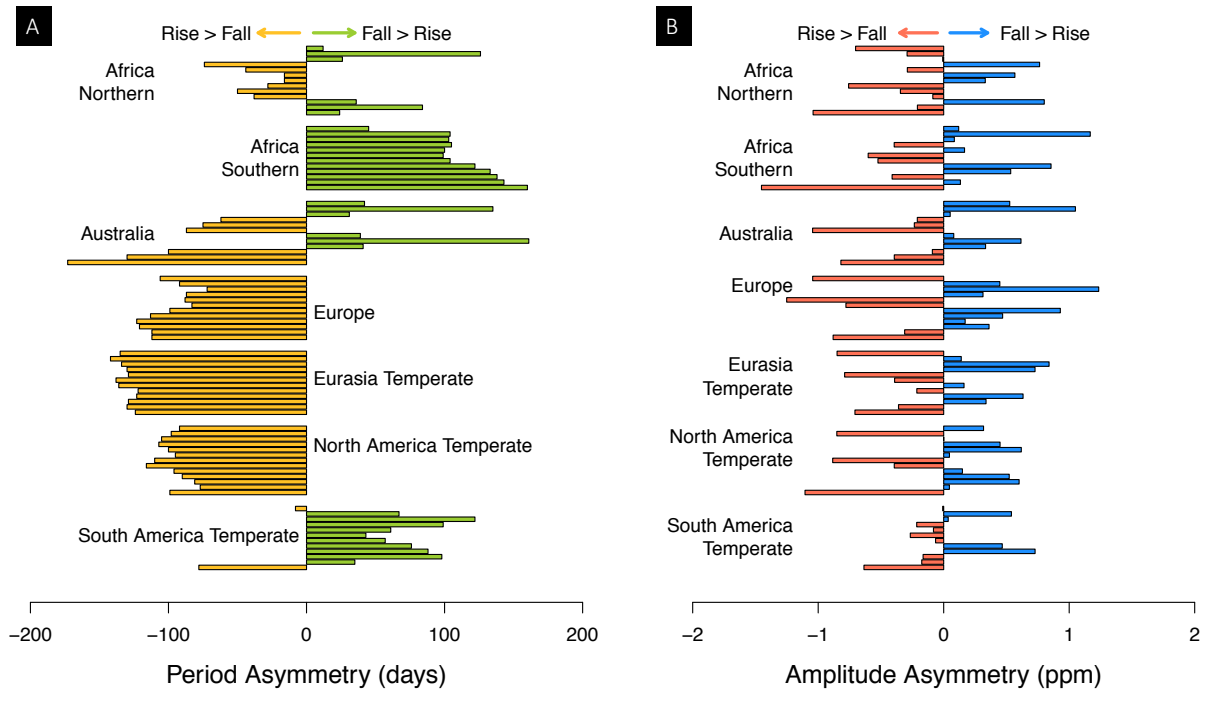 A
Rise > Fall
Fall > Rise
Africa
Northern
Africa
Southern
Australia
Europe
Eurasia Temperate
North America Temperate
South America Temperate
−200
−100
0
100
200
Period Asymmetry (days)
B
Rise > Fall
Fall > Rise
Africa
Northern
Africa
Southern
Australia
Europe
Eurasia
Temperate
North America
Temperate
South America
Temperate
−2
−1
0
1
2
Amplitude Asymmetry (ppm)